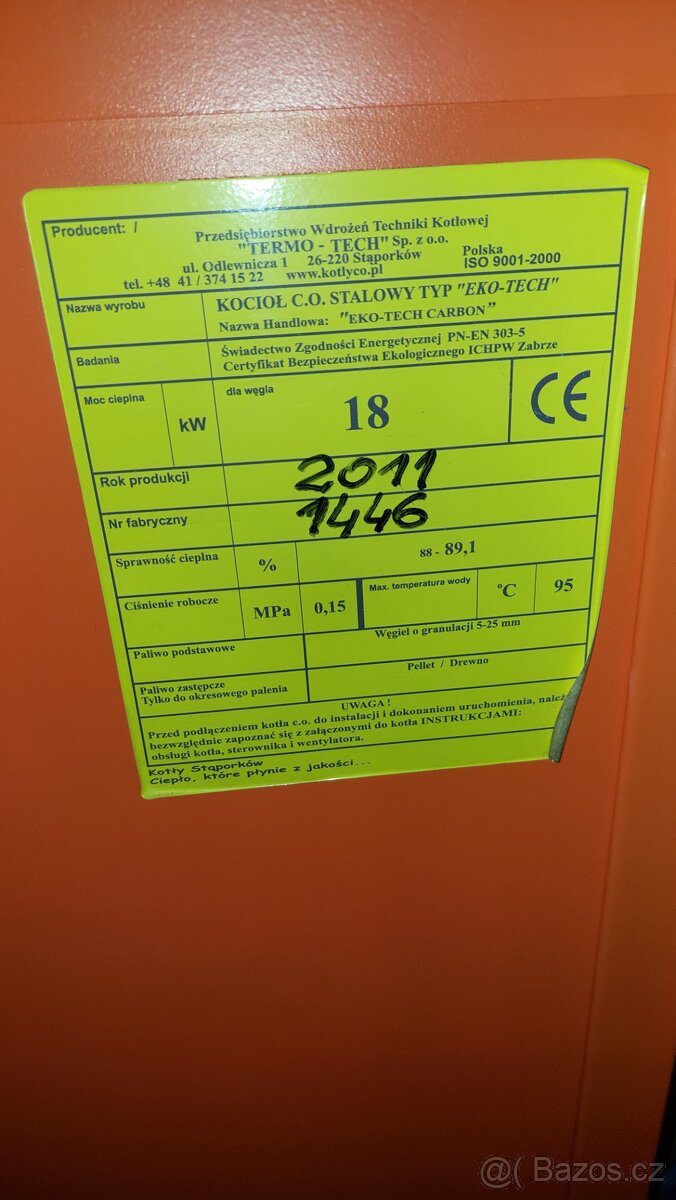 Producent: /
Przedsiębiorstwo Wdrożeń Techniki Kotłowej
"TERMO - TECH" Sp. z o.o.
ul. Odlewnicza 1 26-220 Stąporków Polska
tel. +48 41 / 374 15 22 www.kotlyco.pl ISO 9001-2000
Nazwa wyrobu
KOCIOŁ C.O. STALOWY TYP "EKO-TECH"
Nazwa Handlowa: "EKO-TECH CARBON"
Badania
Świadectwo Zgodności Energetycznej PN-EN 303-5
Certyfikat Bezpieczeństwa Ekologicznego ICHPW Zabrze
Moc cieplna kW dla węgla 18 CE
Rok produkcji 2011
Nr fabryczny 1446
Sprawność cieplna % 88 - 89,1
Ciśnienie robocze MPa 0,15 Max. temperatura wody °C 95
Paliwo podstawowe Węgiel o granulacji 5-25 mm
Paliwo zastępcze Pellet / Drewno
Tylko do okresowego palenia
UWAGA !
Przed podłączeniem kotła c.o. do instalacji i dokonaniem uruchomienia, należ
bezwzględnie zapoznać się z załączonymi do kotła INSTRUKCJAMI:
obsługi kotła, sterownika i wentylatora.
Kotły Stąporków
Ciepło, które płynie z jakości...
@( Bazos.cz